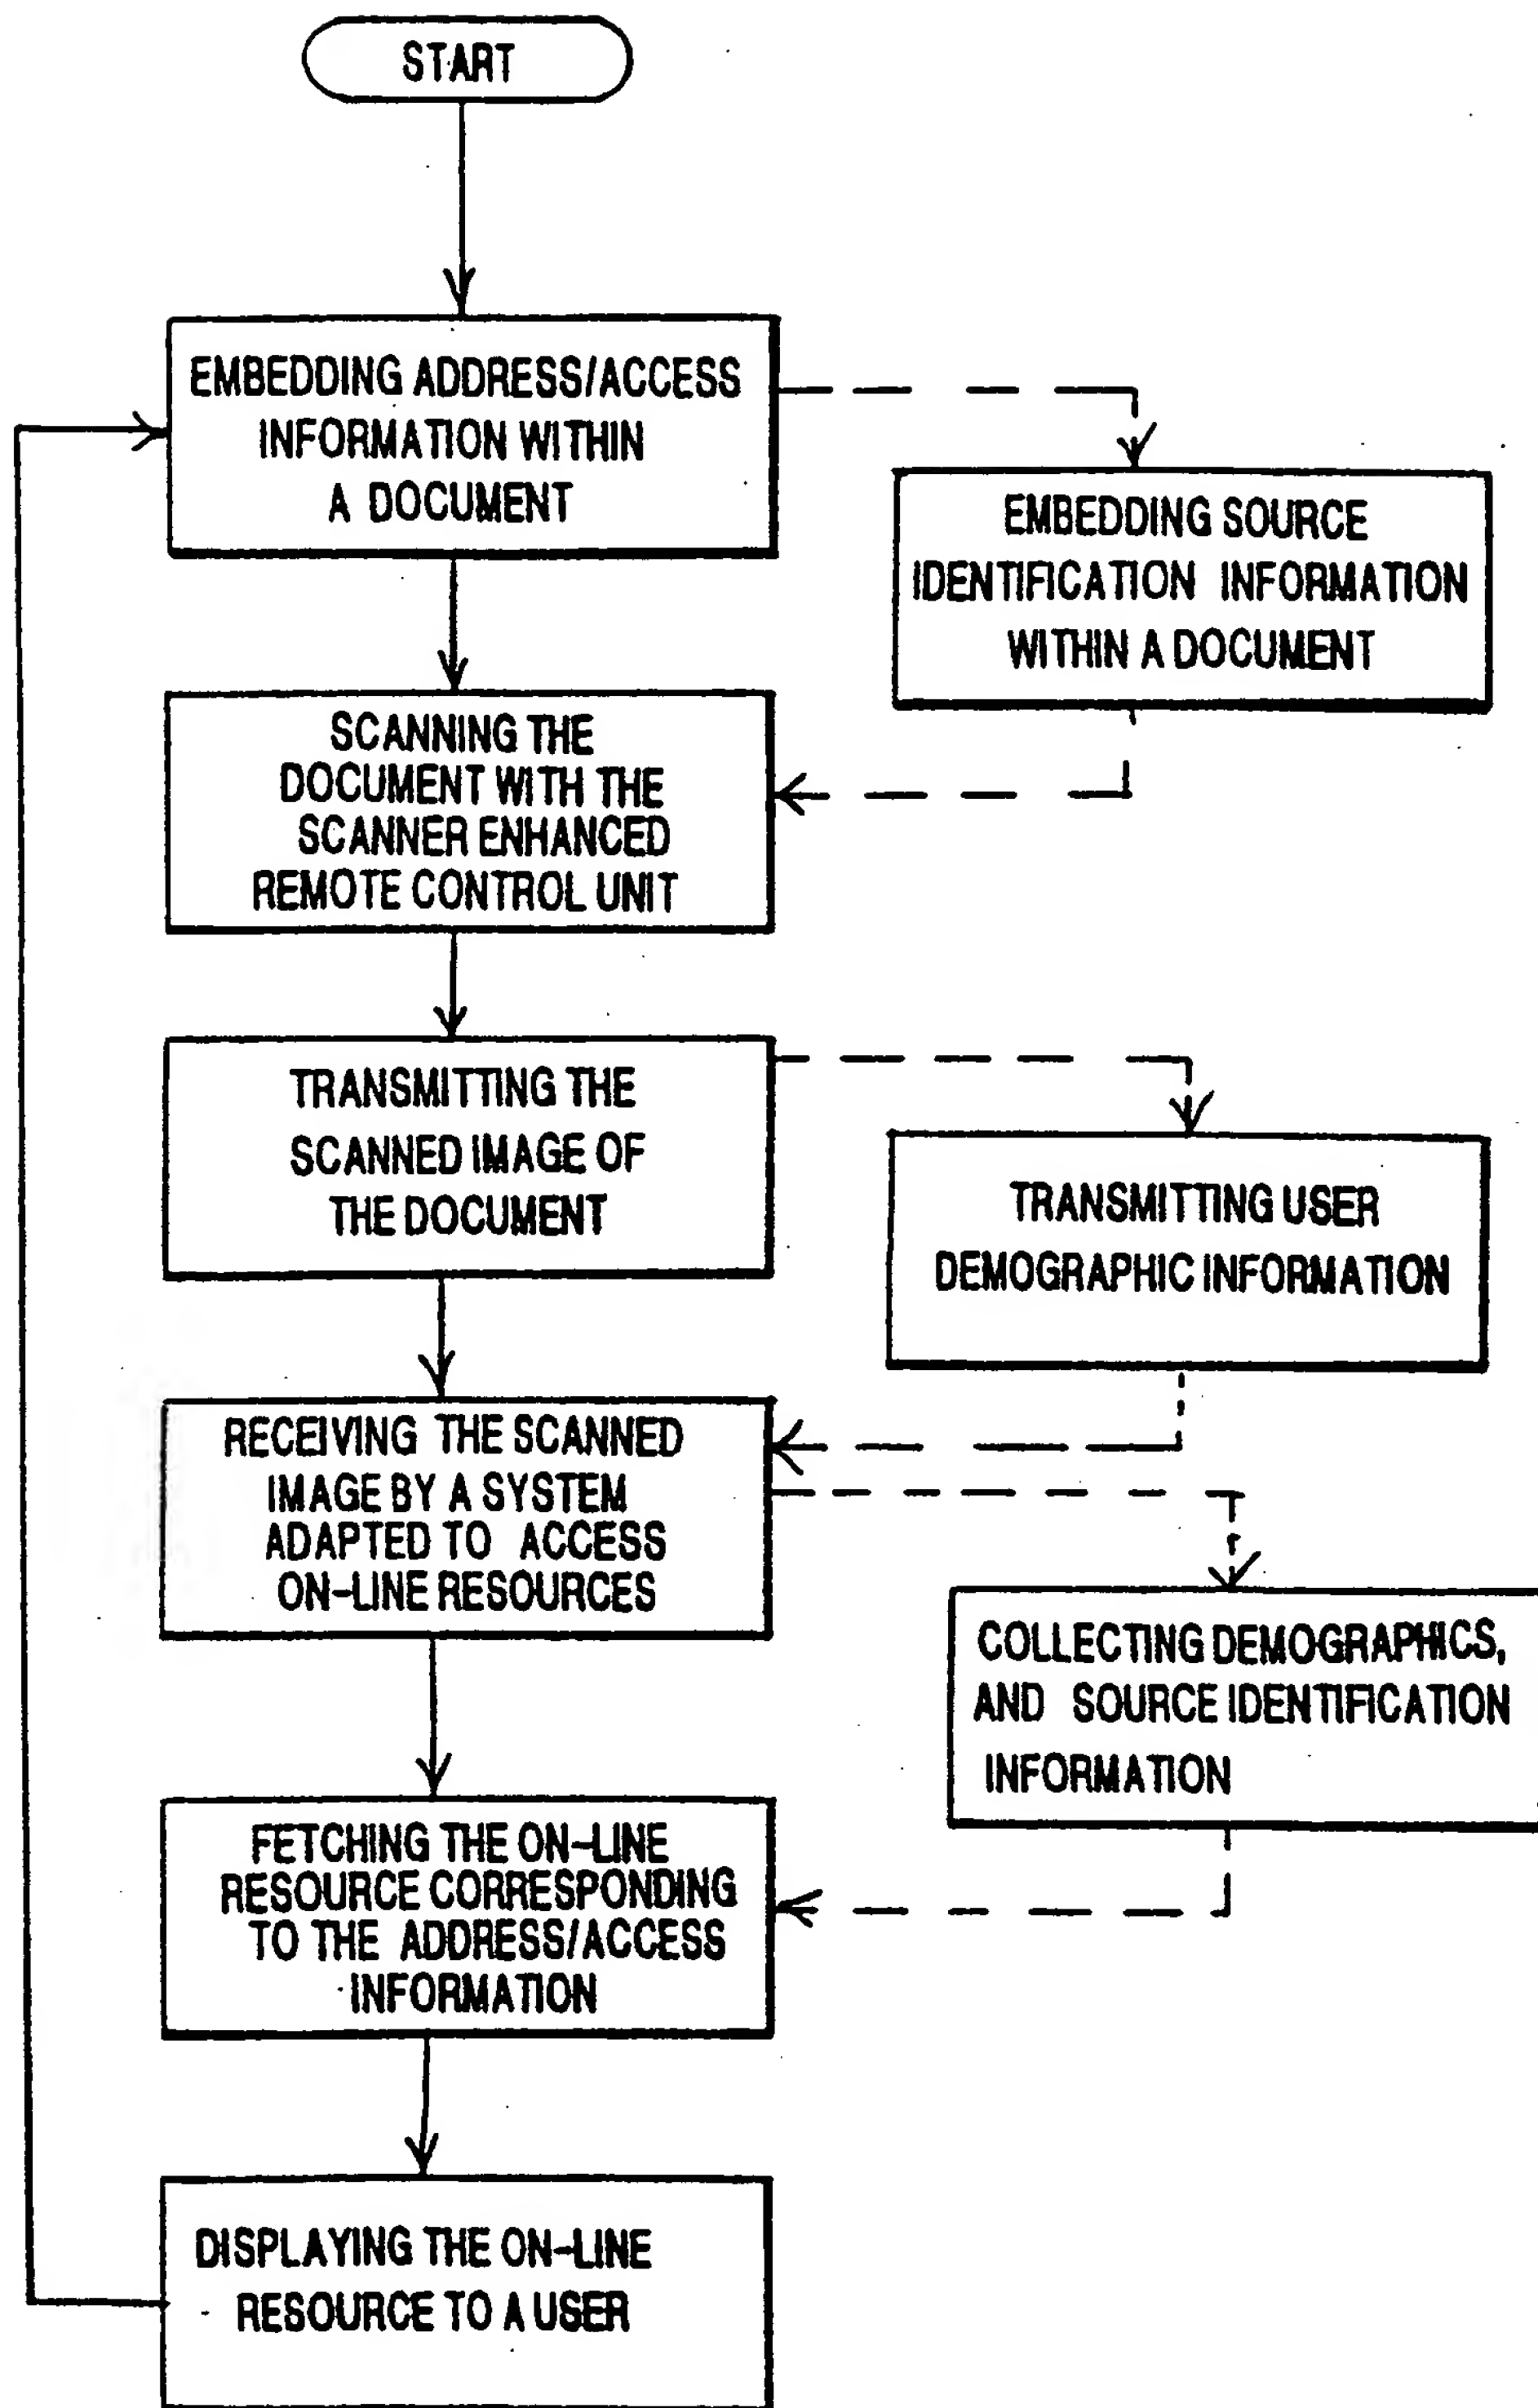 START
EMBEDDING ADDRESS/ACCESS
INFORMATION WITHIN
A DOCUMENT
EMBEDDING SOURCE
IDENTIFICATION INFORMATION
WITHIN A DOCUMENT
SCANNING THE
DOCUMENT WITH THE
SCANNER ENHANCED
REMOTE CONTROL UNIT
TRANSMITTING THE
SCANNED IMAGE OF
THE DOCUMENT
TRANSMITTING USER
DEMOGRAPHIC INFORMATION
RECEIVING THE SCANNED
IMAGE BY A SYSTEM
ADAPTED TO ACCESS
ON-LINE RESOURCES
COLLECTING DEMOGRAPHICS,
AND SOURCE IDENTIFICATION
INFORMATION
FETCHING THE ON-LINE
RESOURCE CORRESPONDING
TO THE ADDRESS/ACCESS
INFORMATION
DISPLAYING THE ON-LINE
RESOURCE TO A USER